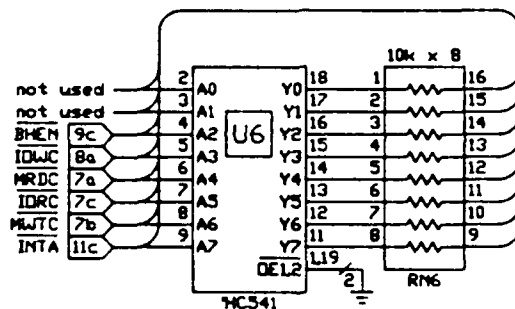 10k x 8
not used 2 A0 Y0 18 1 16
not used 3 A1 Y1 17 2 15
BHEN 9c 4 A2 Y2 16 3 14
IOWC 8a 5 A3 Y3 15 4 13
MRDC 7a 6 A4 Y4 14 5 12
IORC 7c 7 A5 Y5 13 6 11
MWTC 7b 8 A6 Y6 12 7 10
INTA 11c 9 A7 Y7 11 8 9
U6
OE1,2 1,19 2
RN6
HC541